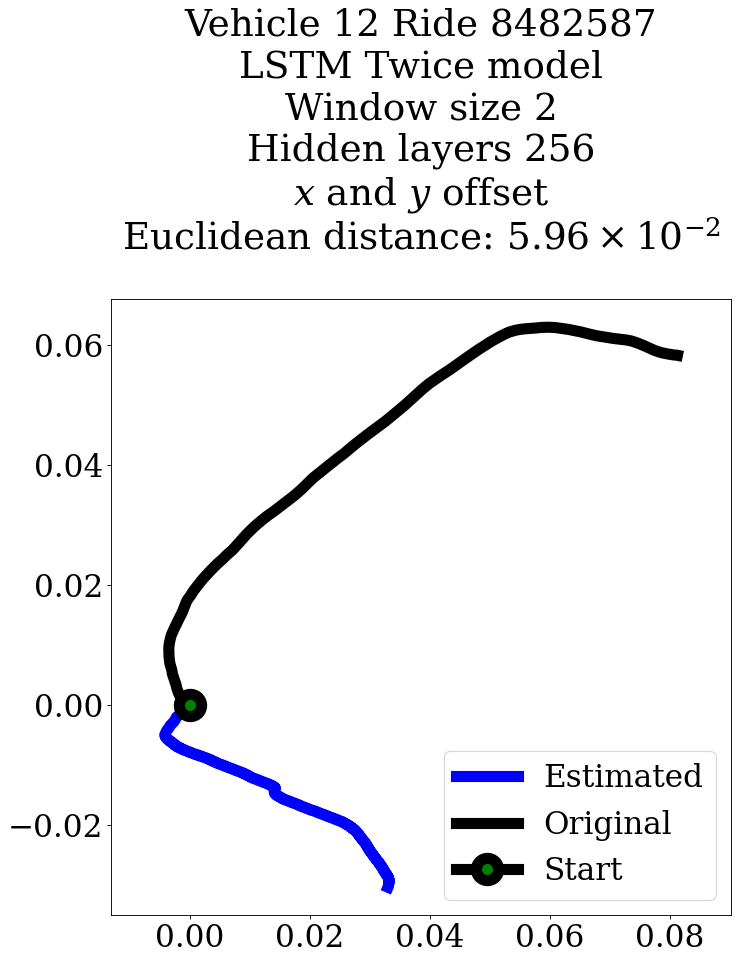 Vehicle 12 Ride 8482587
LSTM Twice model
Window size 2
Hidden layers 256
x and y offset
Euclidean distance: 5.96 × 10⁻²
0.06
0.04
0.02
0.00
−0.02
Estimated
Original
Start
0.00 0.02 0.04 0.06 0.08